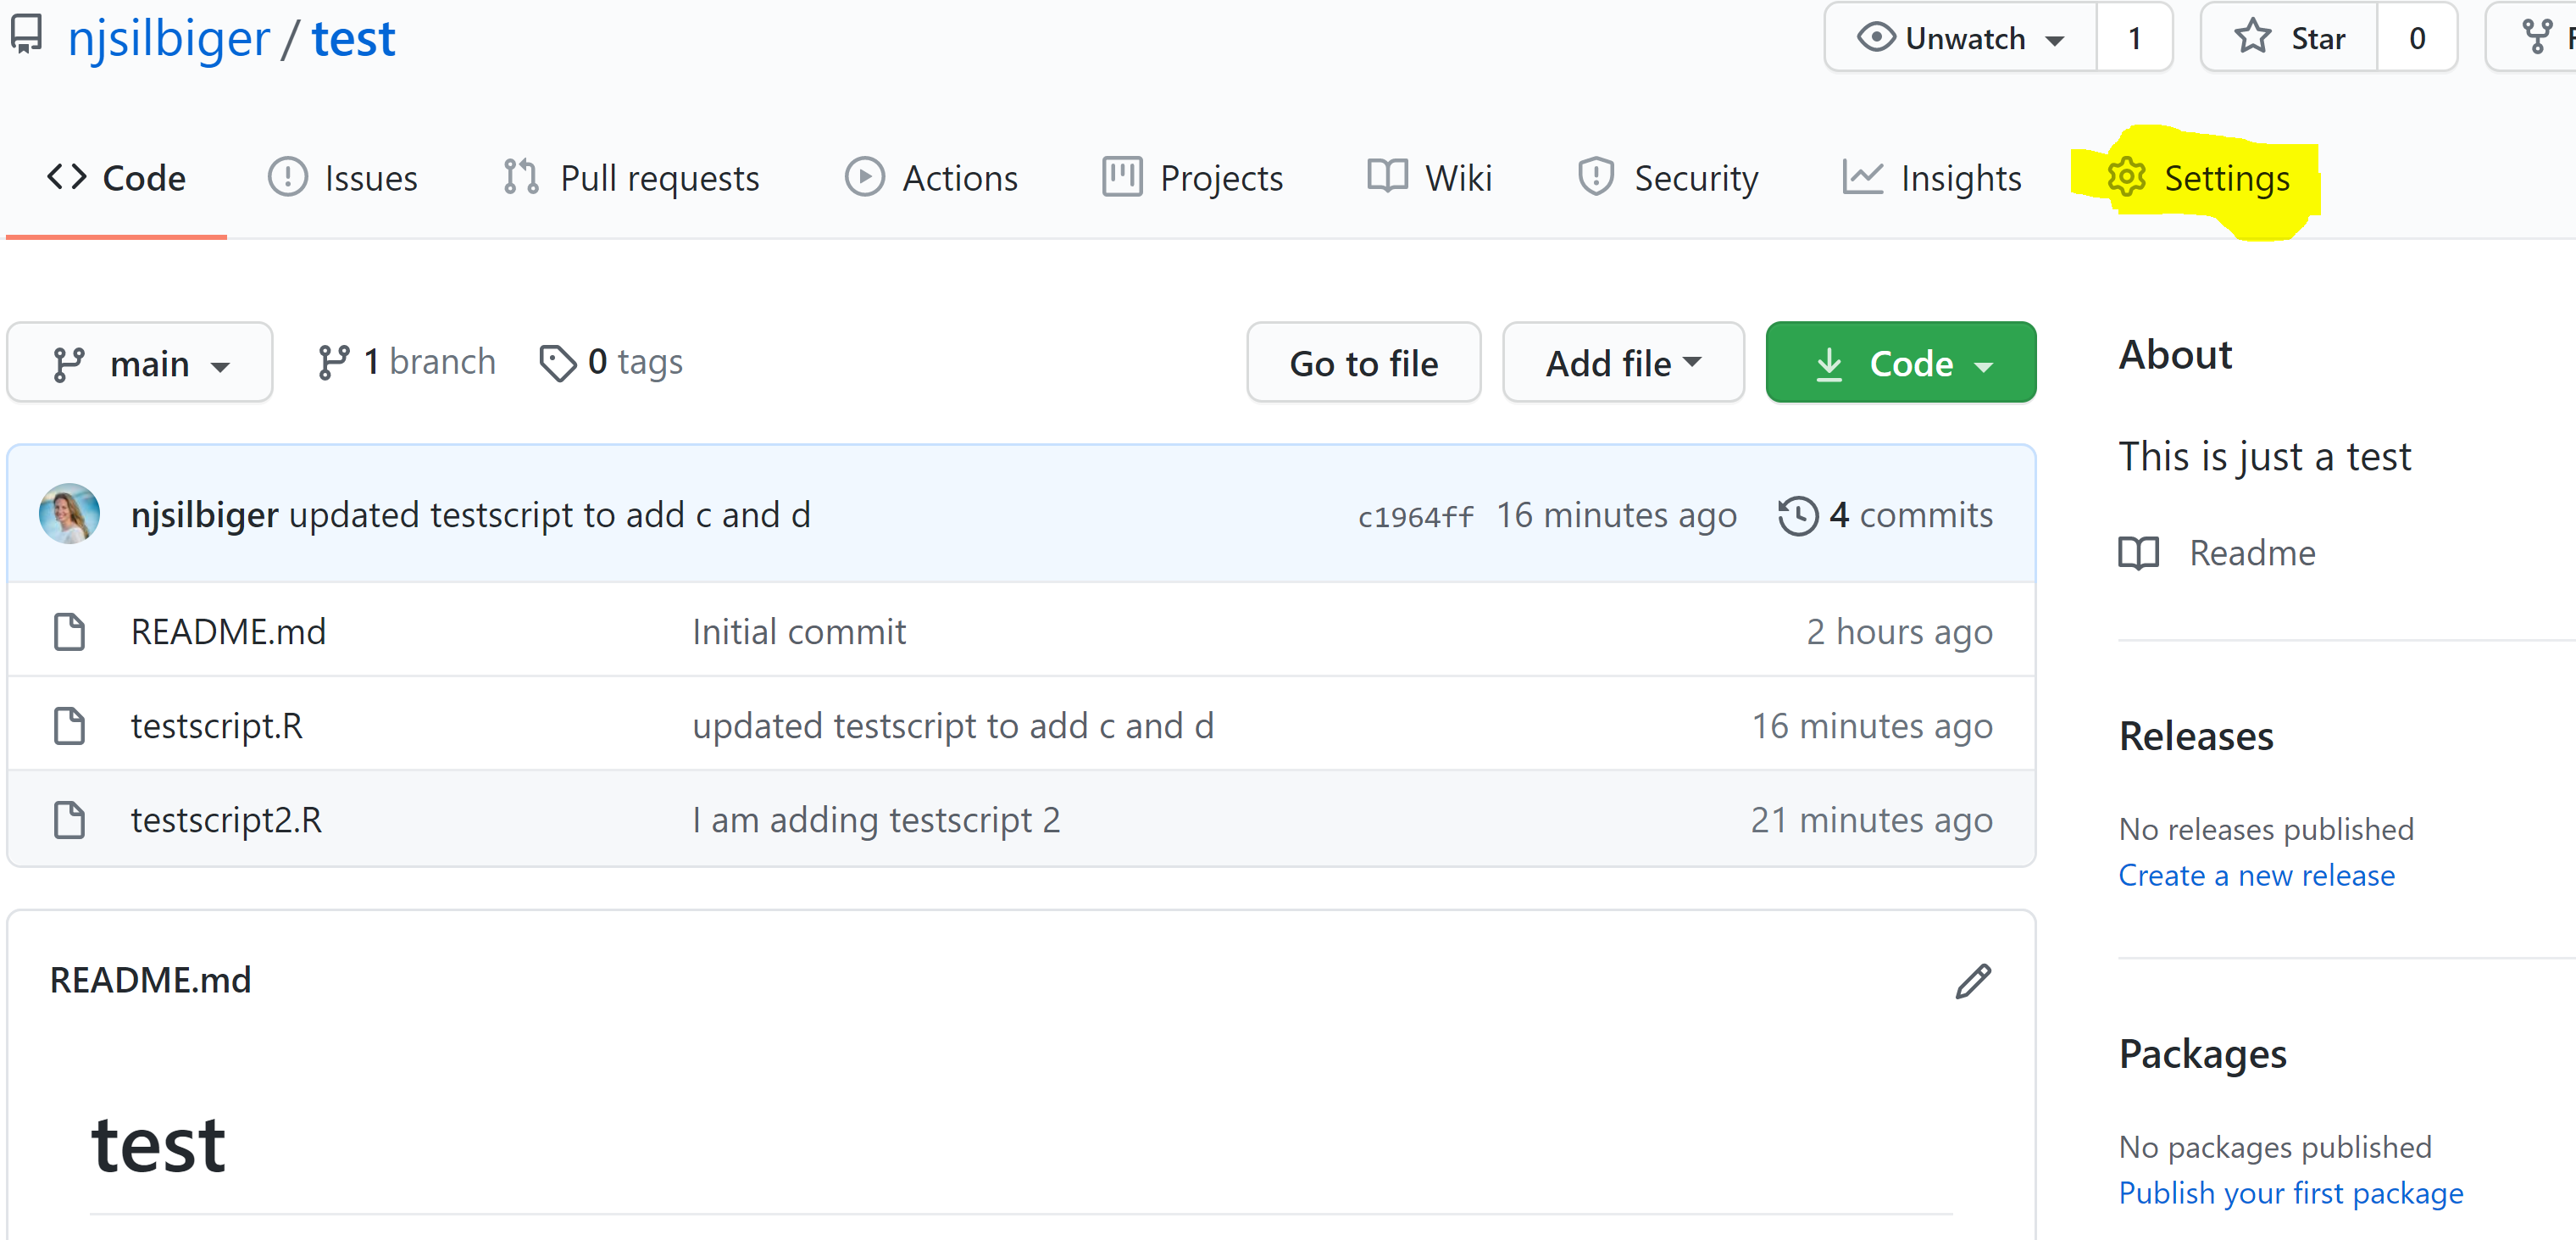 njsilbiger / test
Unwatch 1 Star 0
Code Issues Pull requests Actions Projects Wiki Security Insights Settings
main 1 branch 0 tags Go to file Add file Code
njsilbiger updated testscript to add c and d c1964ff 16 minutes ago 4 commits
README.md Initial commit 2 hours ago
testscript.R updated testscript to add c and d 16 minutes ago
testscript2.R I am adding testscript 2 21 minutes ago
README.md
test
About
This is just a test
Readme
Releases
No releases published
Create a new release
Packages
No packages published
Publish your first package